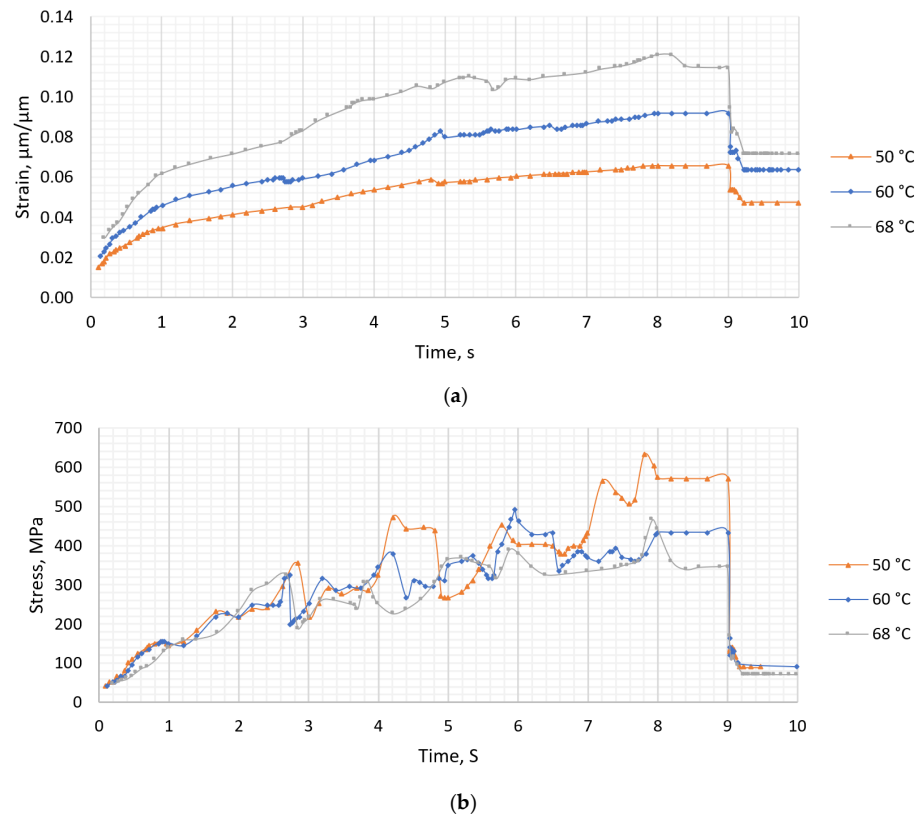 0.14
0.12
0.10
0.08
0.06
0.04
0.02
0.00
Strain, μm/μm
0 1 2 3 4 5 6 7 8 9 10
Time, s
50 °C
60 °C
68 °C
(a)
700
600
500
400
300
200
100
0
Stress, MPa
0 1 2 3 4 5 6 7 8 9 10
Time, S
50 °C
60 °C
68 °C
(b)